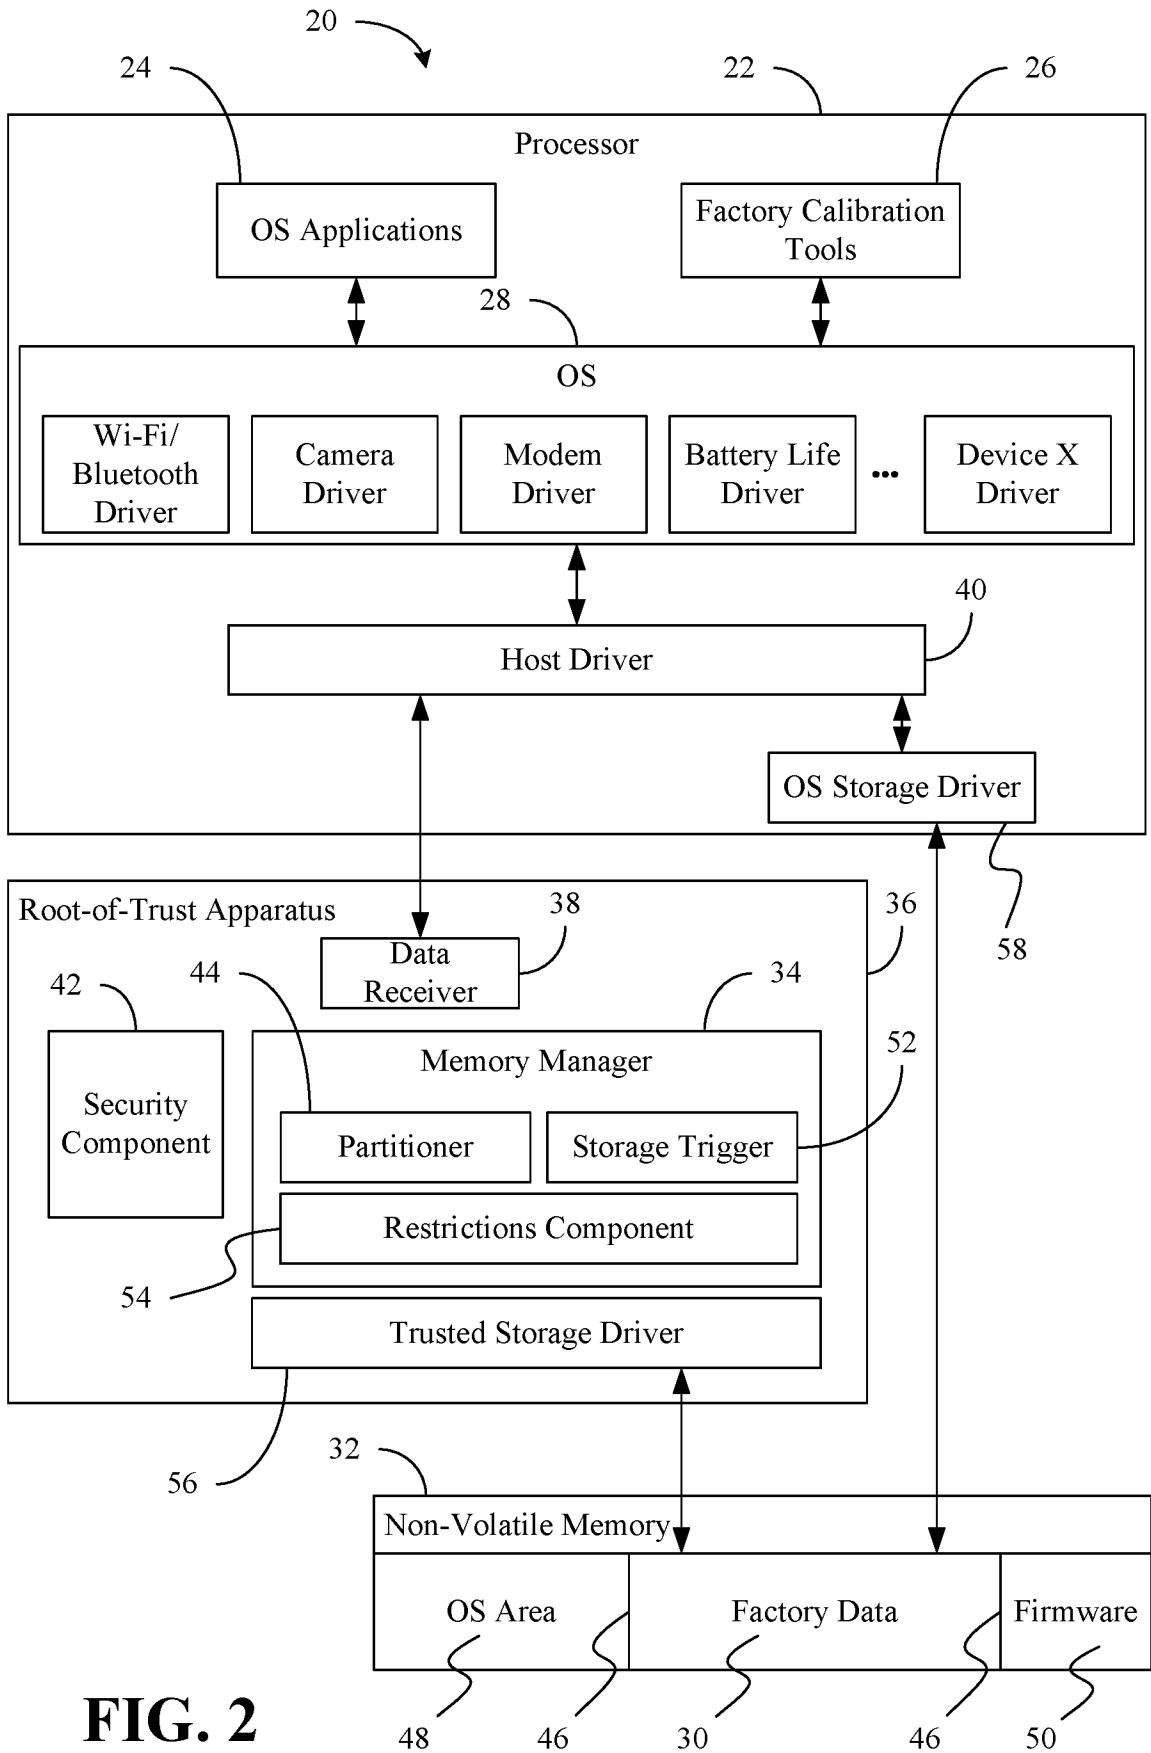 20
24
22
26
Processor
OS Applications
Factory Calibration
Tools
28
OS
Wi-Fi/
Bluetooth
Driver
Camera
Driver
Modem
Driver
Battery Life
Driver
...
Device X
Driver
40
Host Driver
OS Storage Driver
58
Root-of-Trust Apparatus
38
36
Data
Receiver
44
34
42
52
Security
Component
Memory Manager
Partitioner
Storage Trigger
Restrictions Component
54
Trusted Storage Driver
56
32
Non-Volatile Memory
OS Area
Factory Data
Firmware
48
46
30
46
50
FIG. 2